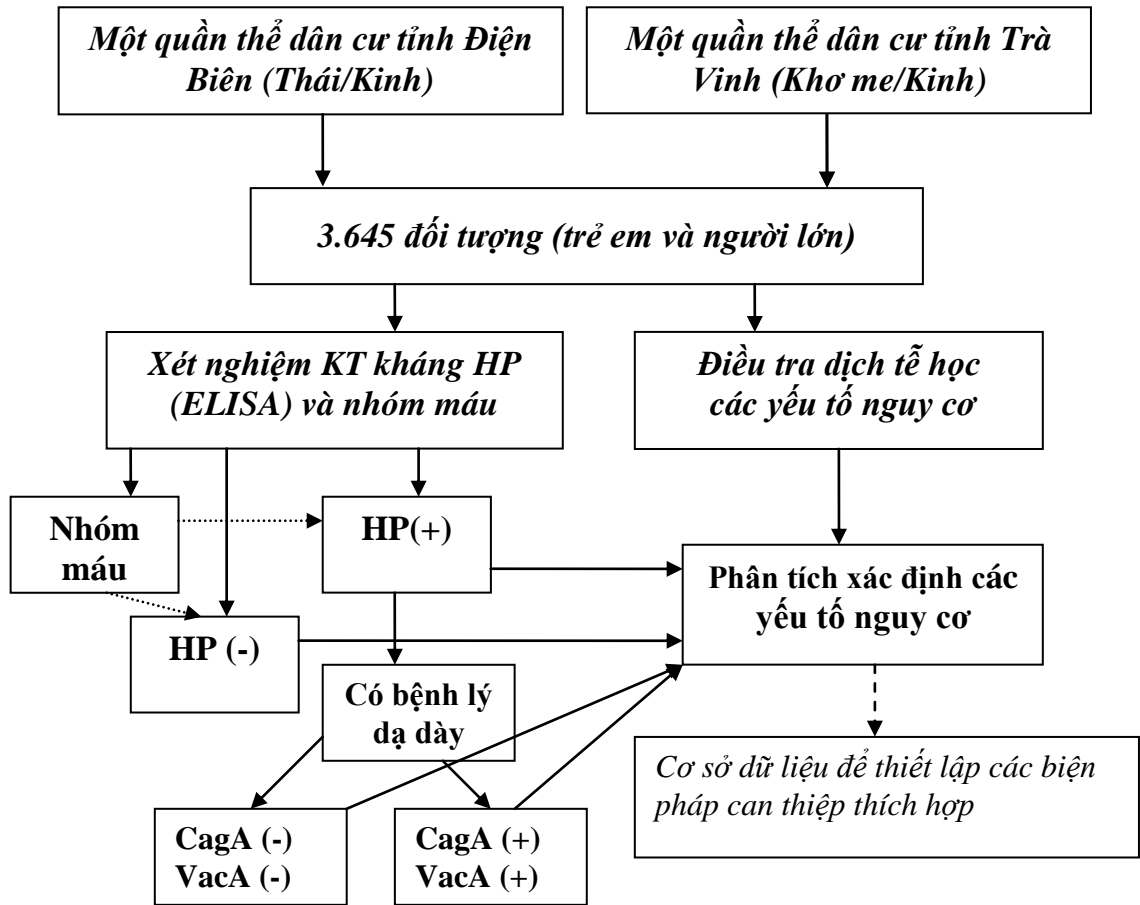 Một quần thể dân cư tỉnh Điện
Biên (Thái/Kinh)
Một quần thể dân cư tỉnh Trà
Vinh (Khơ me/Kinh)
3.645 đối tượng (trẻ em và người lớn)
Xét nghiệm KT kháng HP
(ELISA) và nhóm máu
Điều tra dịch tễ học
các yếu tố nguy cơ
Nhóm
máu
HP(+)
HP (-)
Phân tích xác định các
yếu tố nguy cơ
Có bệnh lý
dạ dày
Cơ sở dữ liệu để thiết lập các biện
pháp can thiệp thích hợp
CagA (-)
VacA (-)
CagA (+)
VacA (+)